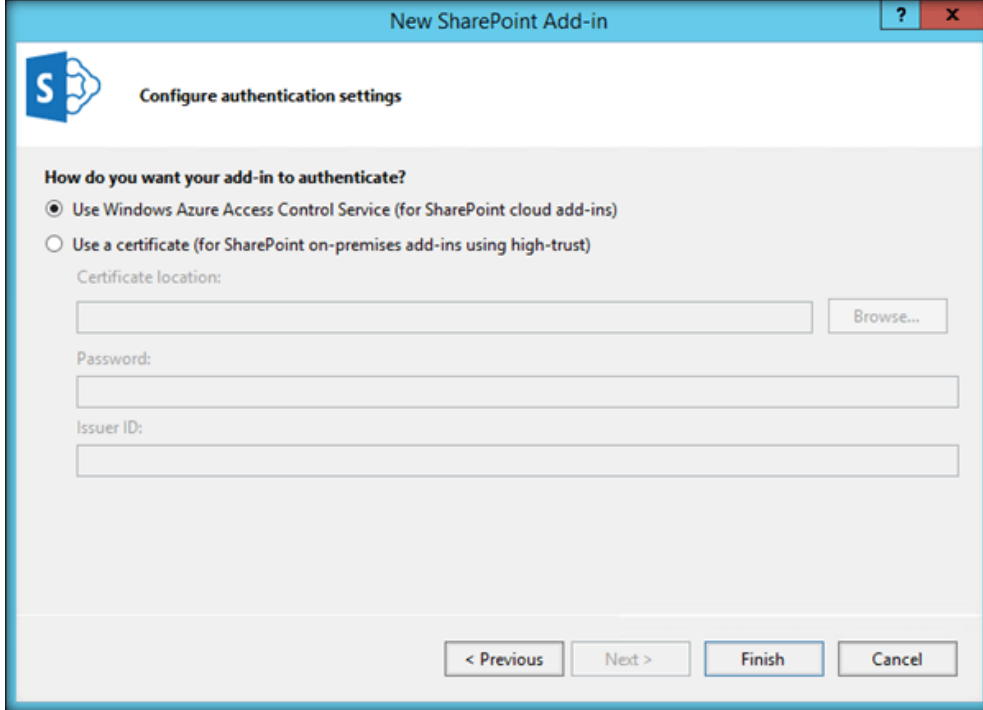 New SharePoint Add-in
? x
S
Configure authentication settings
How do you want your add-in to authenticate?
Use Windows Azure Access Control Service (for SharePoint cloud add-ins)
Use a certificate (for SharePoint on-premises add-ins using high-trust)
Certificate location:
Browse...
Password:
Issuer ID:
< Previous Next > Finish Cancel